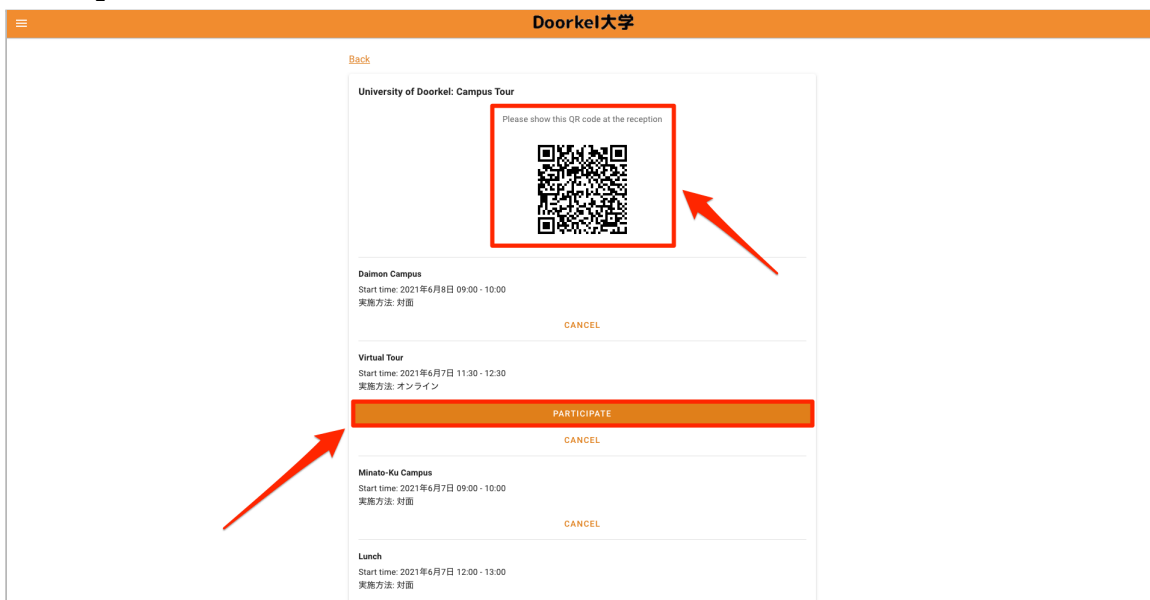 Doorkel大学
Back
University of Doorkel: Campus Tour
Please show this QR code at the reception
Daimon Campus
Start time: 2021年6月8日 09:00 - 10:00
実施方法: 対面
CANCEL
Virtual Tour
Start time: 2021年6月7日 11:30 - 12:30
実施方法: オンライン
PARTICIPATE
CANCEL
Minato-Ku Campus
Start time: 2021年6月7日 09:00 - 10:00
実施方法: 対面
CANCEL
Lunch
Start time: 2021年6月7日 12:00 - 13:00
実施方法: 対面